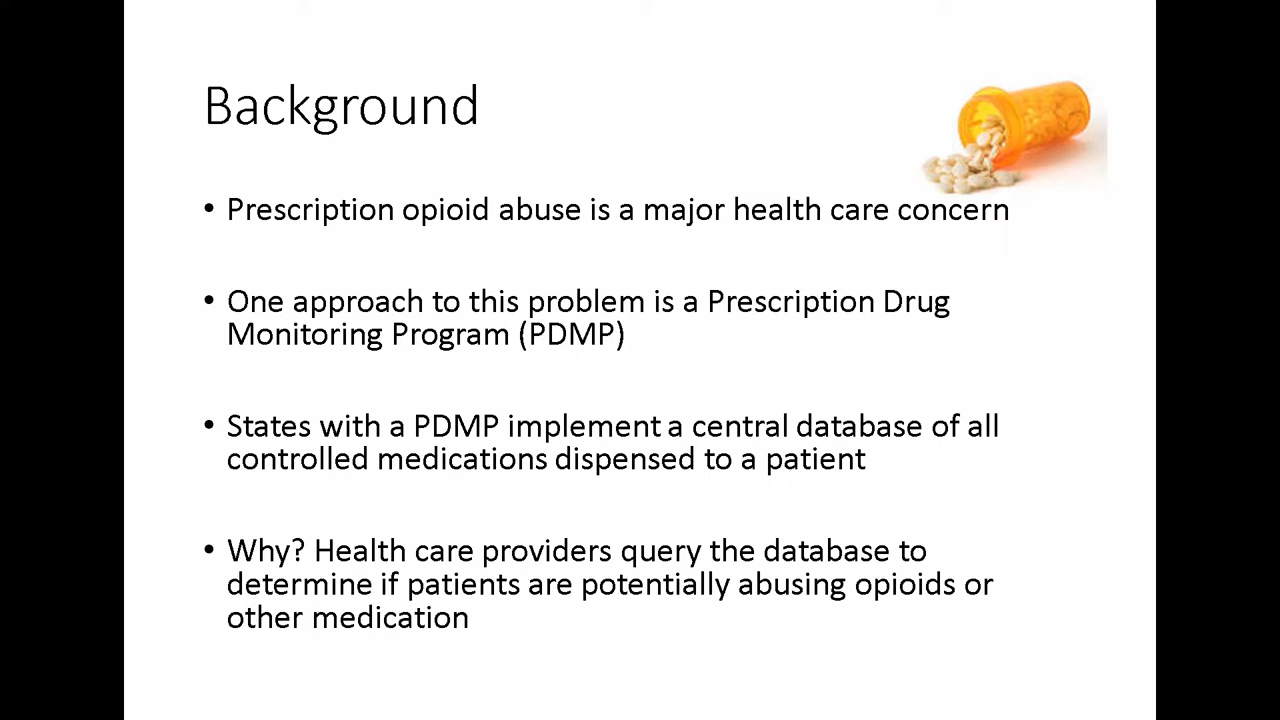 Background
• Prescription opioid abuse is a major health care concern
• One approach to this problem is a Prescription Drug
Monitoring Program (PDMP)
• States with a PDMP implement a central database of all
controlled medications dispensed to a patient
• Why? Health care providers query the database to
determine if patients are potentially abusing opioids or
other medication